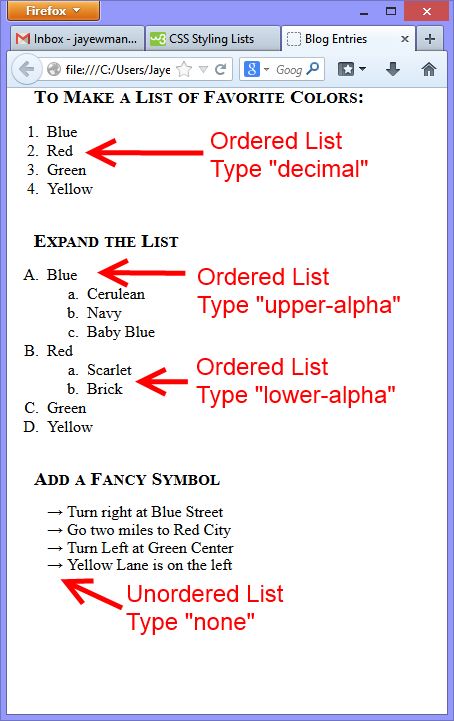 Firefox
Inbox - jayewman... CSS Styling Lists Blog Entries
file:///C:/Users/Jaye Goog
TO MAKE A LIST OF FAVORITE COLORS:
1. Blue
2. Red
3. Green
4. Yellow
Ordered List
Type "decimal"
EXPAND THE LIST
A. Blue
a. Cerulean
b. Navy
c. Baby Blue
Ordered List
Type "upper-alpha"
B. Red
a. Scarlet
b. Brick
Ordered List
Type "lower-alpha"
C. Green
D. Yellow
ADD A FANCY SYMBOL
→ Turn right at Blue Street
→ Go two miles to Red City
→ Turn Left at Green Center
→ Yellow Lane is on the left
Unordered List
Type "none"